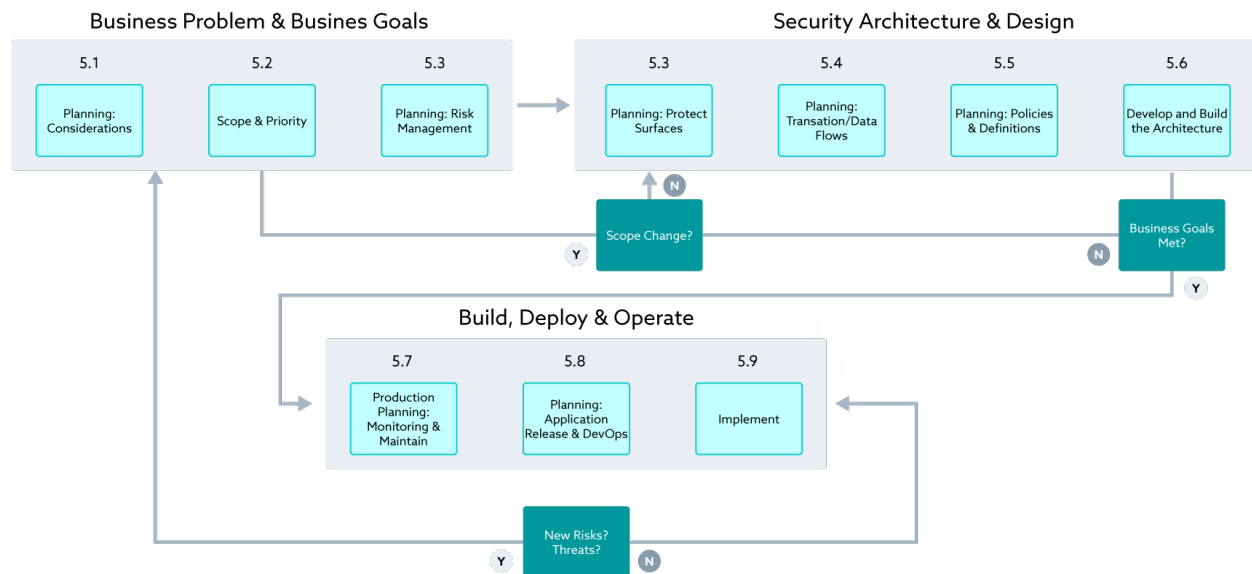 Business Problem & Busines Goals
5.1
Planning:
Considerations
5.2
Scope & Priority
5.3
Planning: Risk
Management
Security Architecture & Design
5.3
Planning: Protect
Surfaces
5.4
Planning:
Transation/Data
Flows
5.5
Planning: Policies
& Definitions
5.6
Develop and Build
the Architecture
N
Scope Change?
Y
Business Goals
Met?
N
Y
Build, Deploy & Operate
5.7
Production
Planning:
Monitoring &
Maintain
5.8
Planning:
Application
Release & DevOps
5.9
Implement
New Risks?
Threats?
Y
N